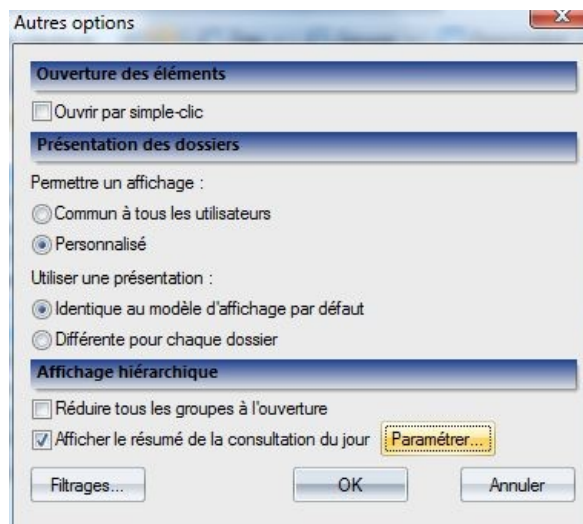 Autres options
Ouverture des éléments
Ouvrir par simple-clic
Présentation des dossiers
Permettre un affichage :
Commun à tous les utilisateurs
Personnalisé
Utiliser une présentation :
Identique au modèle d'affichage par défaut
Différente pour chaque dossier
Affichage hiérarchique
Réduire tous les groupes à l'ouverture
Afficher le résumé de la consultation du jour Paramétrer...
Filtrages... OK Annuler